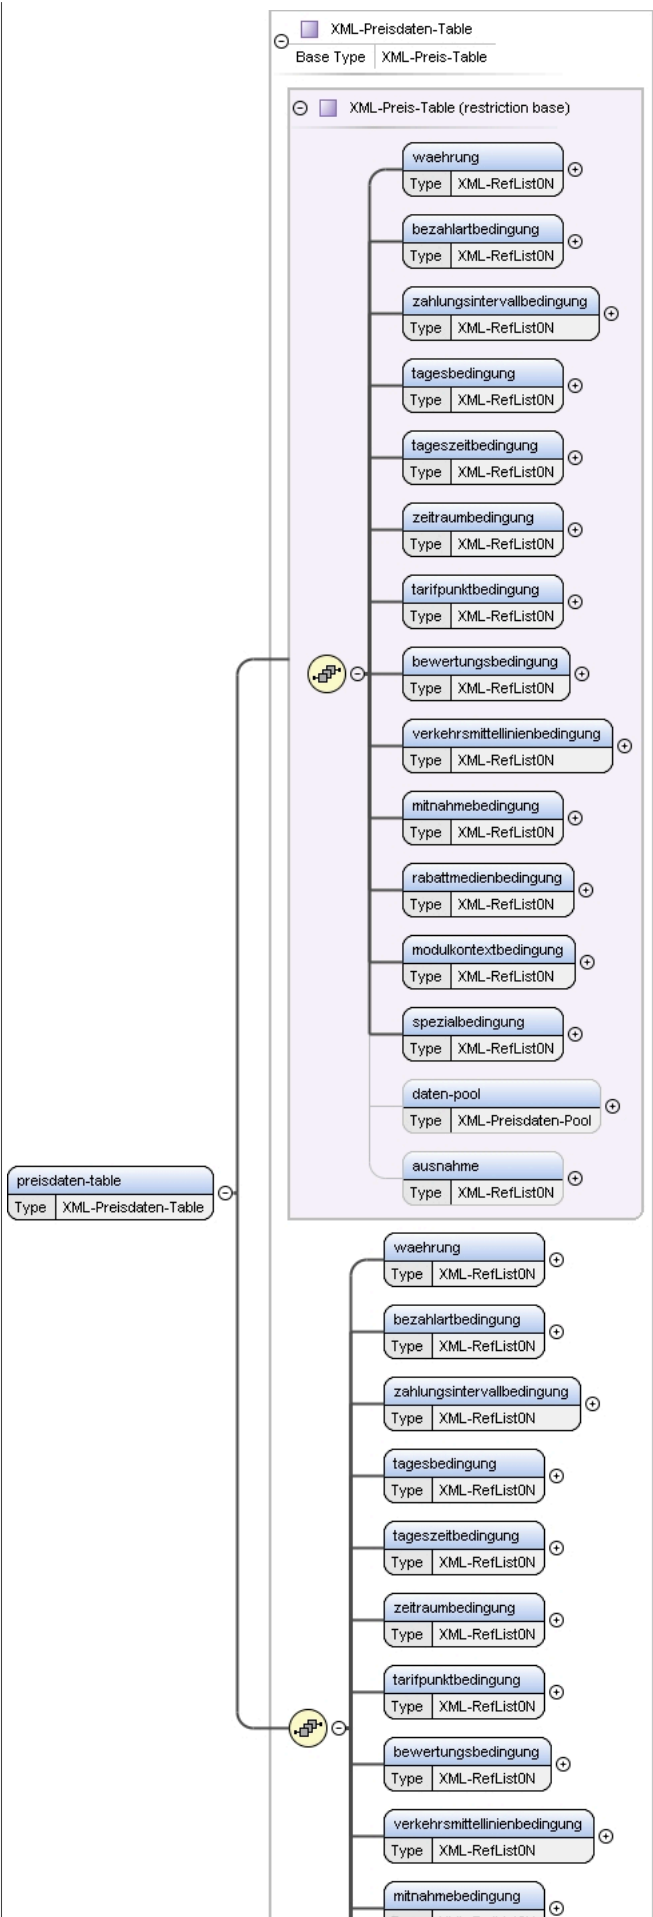 XML-Preisdaten-Table
Base Type XML-Preis-Table
XML-Preis-Table (restriction base)
waehrung
Type XML-RefList0N
bezahlartbedingung
Type XML-RefList0N
zahlungsintervallbedingung
Type XML-RefList0N
tagesbedingung
Type XML-RefList0N
tageszeitbedingung
Type XML-RefList0N
zeitraumbedingung
Type XML-RefList0N
tarifpunktbedingung
Type XML-RefList0N
bewertungsbedingung
Type XML-RefList0N
verkehrsmittellinienbedingung
Type XML-RefList0N
mitnahmebedingung
Type XML-RefList0N
rabattmedienbedingung
Type XML-RefList0N
modulkontextbedingung
Type XML-RefList0N
spezialbedingung
Type XML-RefList0N
daten-pool
Type XML-Preisdaten-Pool
ausnahme
Type XML-RefList0N
preisdaten-table
Type XML-Preisdaten-Table
waehrung
Type XML-RefList0N
bezahlartbedingung
Type XML-RefList0N
zahlungsintervallbedingung
Type XML-RefList0N
tagesbedingung
Type XML-RefList0N
tageszeitbedingung
Type XML-RefList0N
zeitraumbedingung
Type XML-RefList0N
tarifpunktbedingung
Type XML-RefList0N
bewertungsbedingung
Type XML-RefList0N
verkehrsmittellinienbedingung
Type XML-RefList0N
mitnahmebedingung